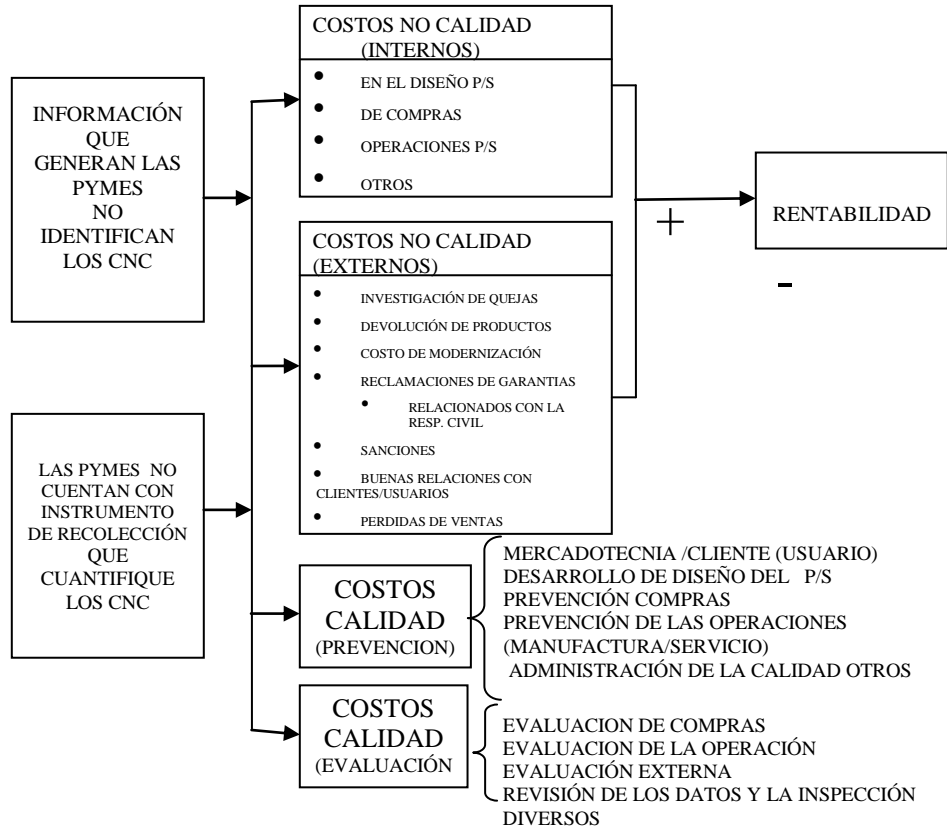 INFORMACIÓN
QUE
GENERAN LAS
PYMES
NO
IDENTIFICAN
LOS CNC
LAS PYMES NO
CUENTAN CON
INSTRUMENTO
DE RECOLECCIÓN
QUE
CUANTIFIQUE
LOS CNC
COSTOS NO CALIDAD
(INTERNOS)
• EN EL DISEÑO P/S
• DE COMPRAS
• OPERACIONES P/S
• OTROS
COSTOS NO CALIDAD
(EXTERNOS)
• INVESTIGACIÓN DE QUEJAS
• DEVOLUCIÓN DE PRODUCTOS
• COSTO DE MODERNIZACIÓN
• RECLAMACIONES DE GARANTIAS
• RELACIONADOS CON LA
RESP. CIVIL
• SANCIONES
• BUENAS RELACIONES CON
CLIENTES/USUARIOS
• PERDIDAS DE VENTAS
COSTOS
CALIDAD
(PREVENCION)
MERCADOTECNIA /CLIENTE (USUARIO)
DESARROLLO DE DISEÑO DEL P/S
PREVENCIÓN COMPRAS
PREVENCIÓN DE LAS OPERACIONES
(MANUFACTURA/SERVICIO)
ADMINISTRACIÓN DE LA CALIDAD OTROS
COSTOS
CALIDAD
(EVALUACIÓN
EVALUACION DE COMPRAS
EVALUACION DE LA OPERACIÓN
EVALUACIÓN EXTERNA
REVISIÓN DE LOS DATOS Y LA INSPECCIÓN
DIVERSOS
+
RENTABILIDAD
-